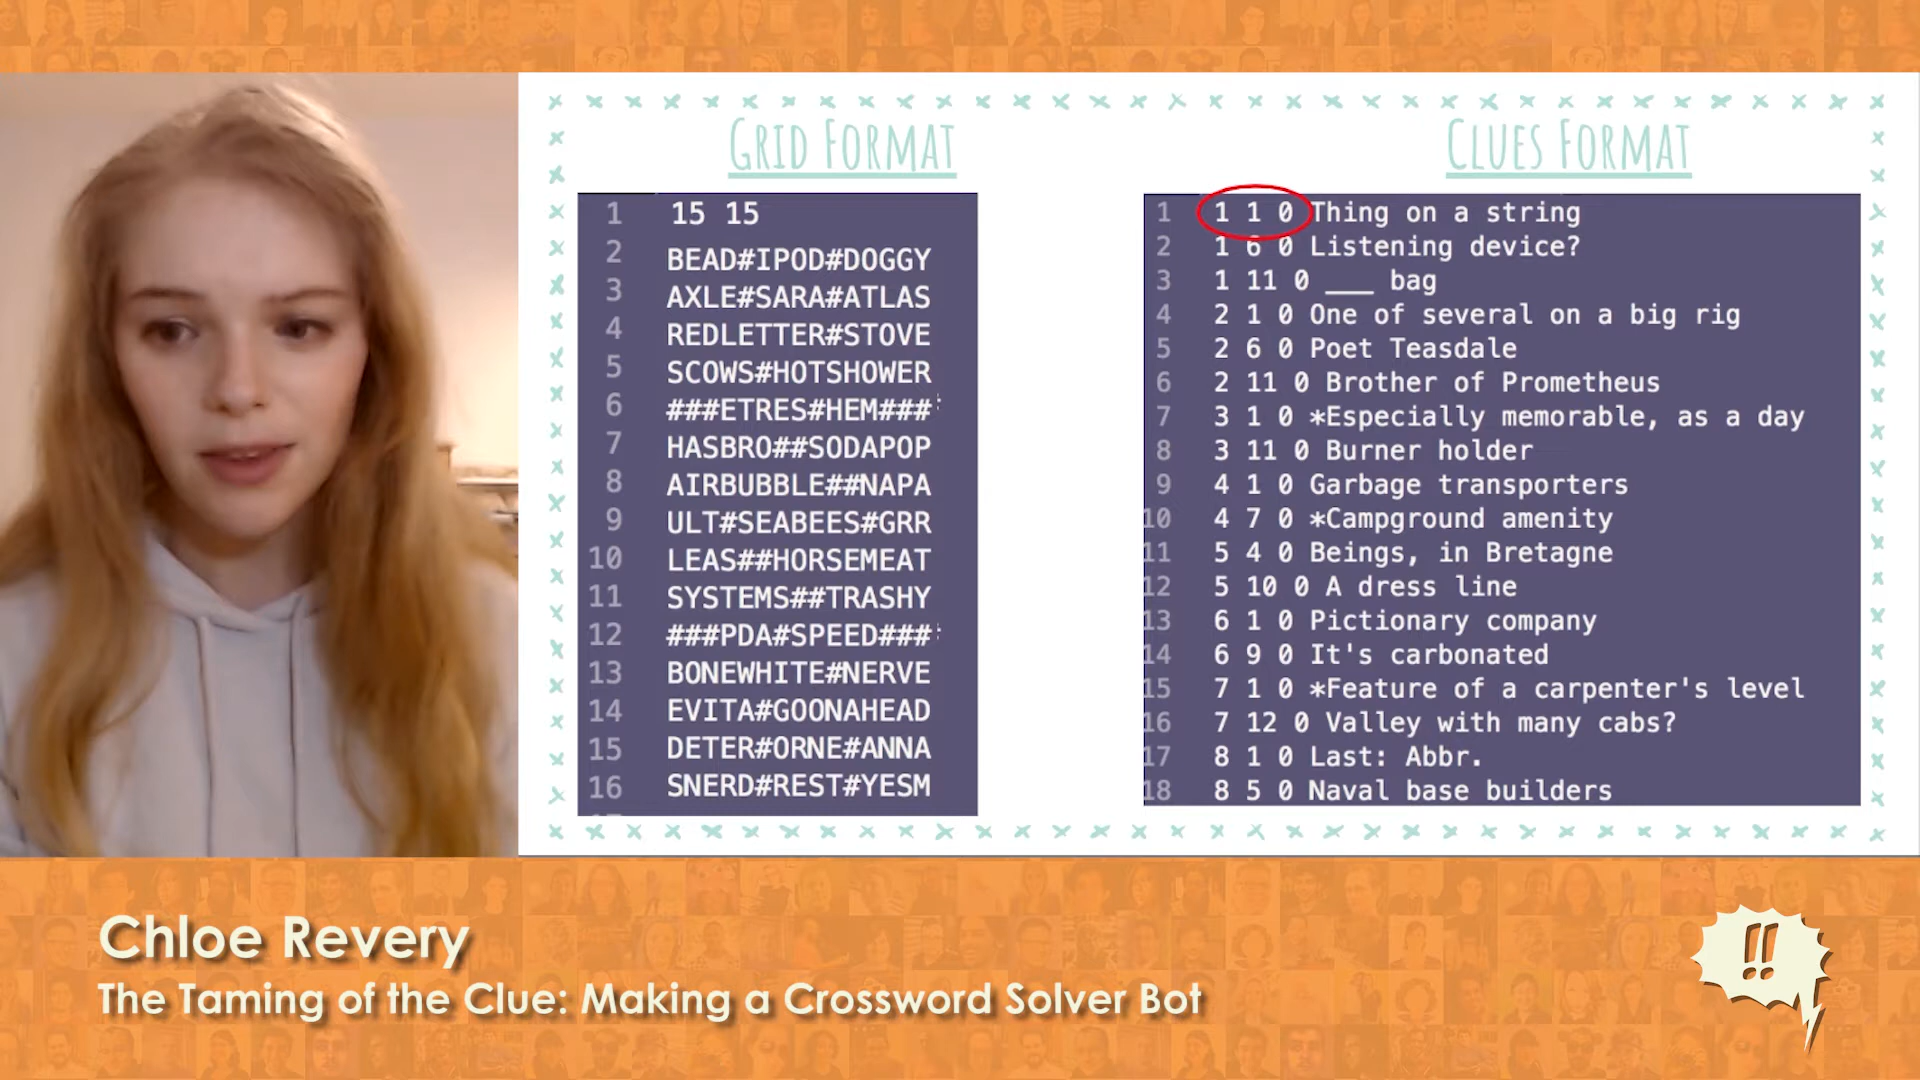 GRID FORMAT
1 15 15
2 BEAD#IPOD#DOGGY
3 AXLE#SARA#ATLAS
4 REDLETTER#STOVE
5 SCOWS#HOTSHOWER
6 ###ETRES#HEM###
7 HASBRO##SODAPOP
8 AIRBUBBLE##NAPA
9 ULT#SEABEES#GRR
10 LEAS##HORSEMEAT
11 SYSTEMS##TRASHY
12 ###PDA#SPEED###
13 BONEWHITE#NERVE
14 EVITA#GOONAHEAD
15 DETER#ORNE#ANNA
16 SNERD#REST#YESM
CLUES FORMAT
1 1 1 0 Thing on a string
2 1 6 0 Listening device?
3 1 11 0 ___ bag
4 2 1 0 One of several on a big rig
5 2 6 0 Poet Teasdale
6 2 11 0 Brother of Prometheus
7 3 1 0 *Especially memorable, as a day
8 3 11 0 Burner holder
9 4 1 0 Garbage transporters
10 4 7 0 *Campground amenity
11 5 4 0 Beings, in Bretagne
12 5 10 0 A dress line
13 6 1 0 Pictionary company
14 6 9 0 It's carbonated
15 7 1 0 *Feature of a carpenter's level
16 7 12 0 Valley with many cabs?
17 8 1 0 Last: Abbr.
18 8 5 0 Naval base builders
Chloe Revery
The Taming of the Clue: Making a Crossword Solver Bot
!!